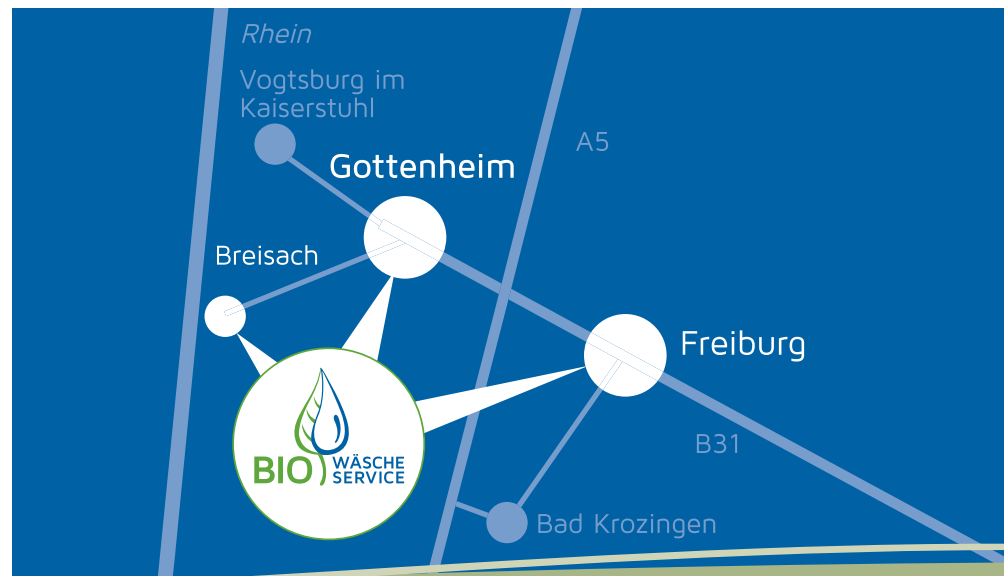 Rhein
Vogtsburg im
Kaiserstuhl
A5
Gottenheim
Breisach
Freiburg
B31
BIO WÄSCHE
SERVICE
Bad Krozingen